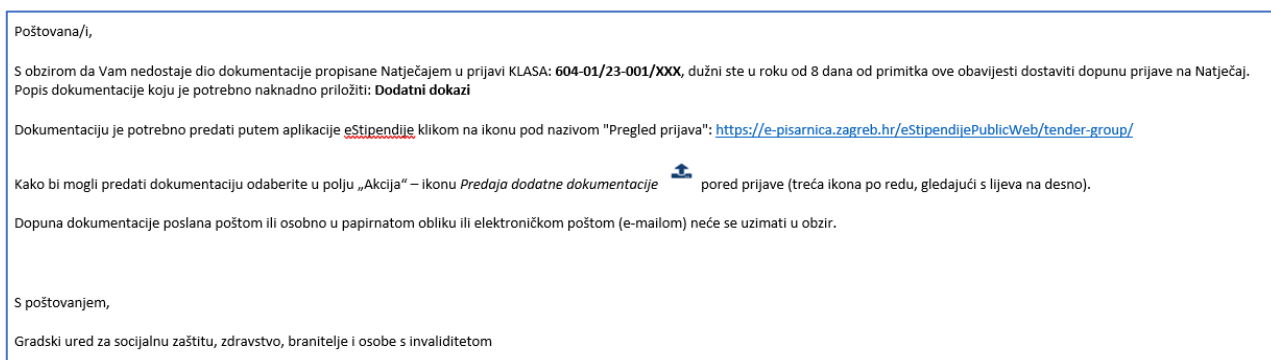 Poštovana/i,
S obzirom da Vam nedostaje dio dokumentacije propisane Natječajem u prijavi KLASA: 604-01/23-001/XXX, dužni ste u roku od 8 dana od primitka ove obavijesti dostaviti dopunu prijave na Natječaj.
Popis dokumentacije koju je potrebno naknadno priložiti: Dodatni dokazi
Dokumentaciju je potrebno predati putem aplikacije eStipendije klikom na ikonu pod nazivom "Pregled prijava": https://e-pisarnica.zagreb.hr/eStipendijePublicWeb/tender-group/
Kako bi mogli predati dokumentaciju odaberite u polju „Akcija“ – ikonu Predaja dodatne dokumentacije pored prijave (treća ikona po redu, gledajući s lijeva na desno).
Dopuna dokumentacije poslana poštom ili osobno u papirnatom obliku ili elektroničkom poštom (e-mailom) neće se uzimati u obzir.
S poštovanjem,
Gradski ured za socijalnu zaštitu, zdravstvo, branitelje i osobe s invaliditetom